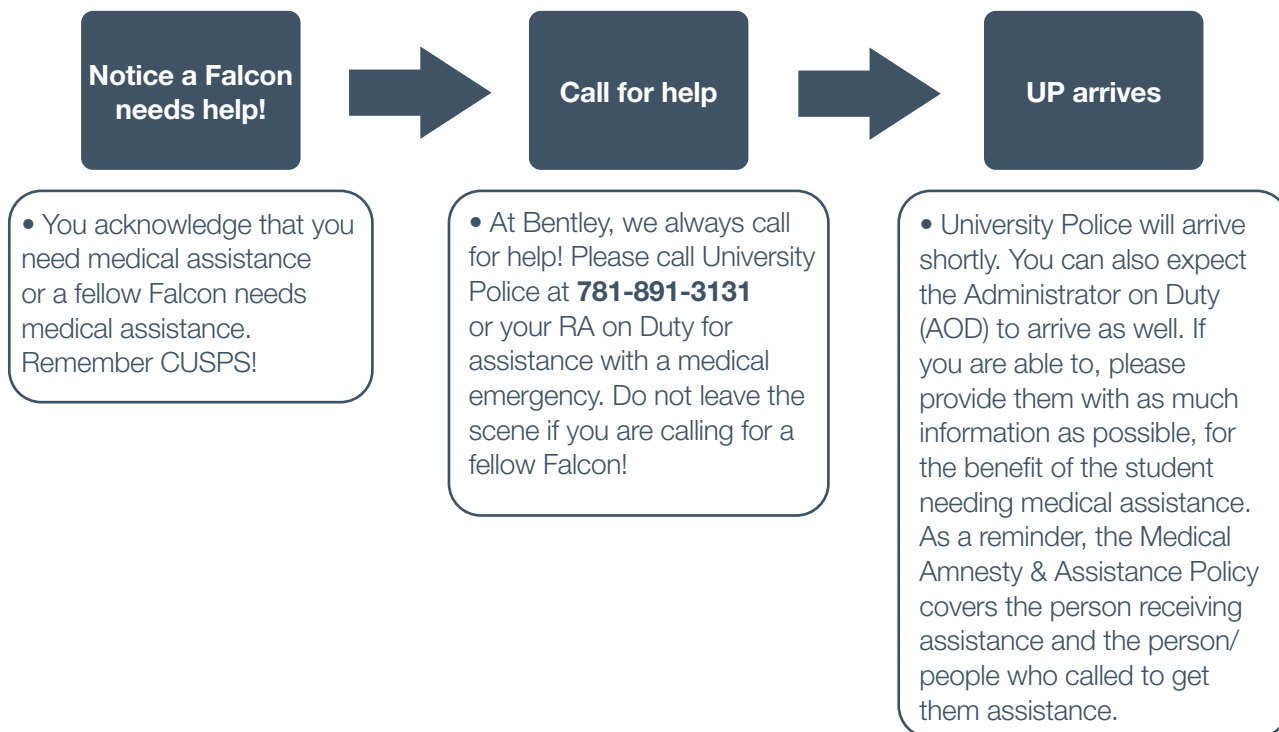 Notice a Falcon
needs help!
Call for help
UP arrives
• You acknowledge that you
need medical assistance
or a fellow Falcon needs
medical assistance.
Remember CUSPS!
• At Bentley, we always call
for help! Please call University
Police at 781-891-3131
or your RA on Duty for
assistance with a medical
emergency. Do not leave the
scene if you are calling for a
fellow Falcon!
• University Police will arrive
shortly. You can also expect
the Administrator on Duty
(AOD) to arrive as well. If
you are able to, please
provide them with as much
information as possible, for
the benefit of the student
needing medical assistance.
As a reminder, the Medical
Amnesty & Assistance Policy
covers the person receiving
assistance and the person/
people who called to get
them assistance.